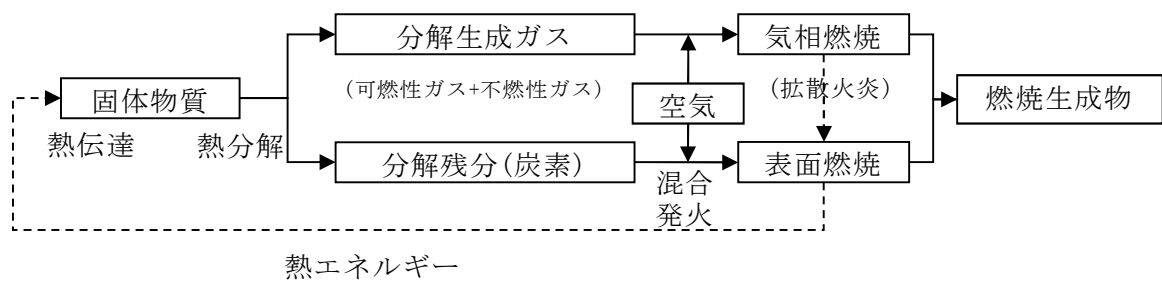 分解生成ガス
気相燃焼
(可燃性ガス+不燃性ガス)
(拡散火炎)
固体物質
空気
燃焼生成物
熱伝達
熱分解
分解残分(炭素)
表面燃焼
混合
発火
熱エネルギー